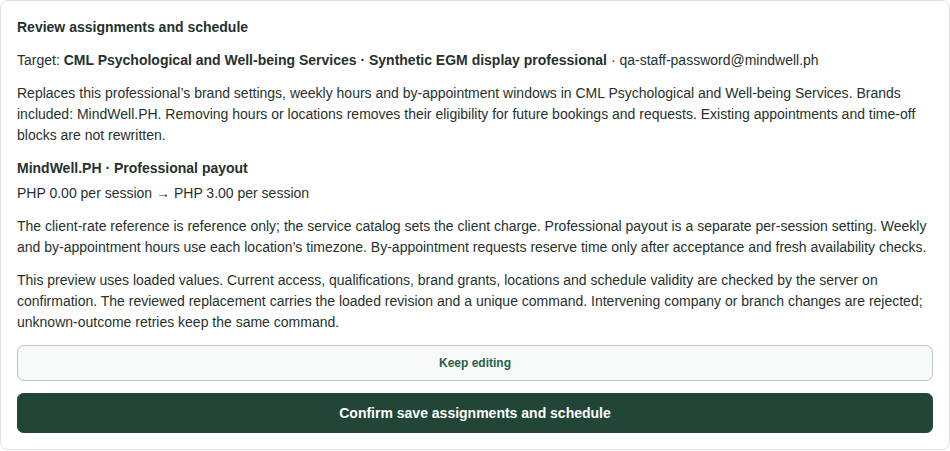 Review assignments and schedule
Target: CML Psychological and Well-being Services · Synthetic EGM display professional · qa-staff-password@mindwell.ph
Replaces this professional’s brand settings, weekly hours and by-appointment windows in CML Psychological and Well-being Services. Brands
included: MindWell.PH. Removing hours or locations removes their eligibility for future bookings and requests. Existing appointments and time-off
blocks are not rewritten.
MindWell.PH · Professional payout
PHP 0.00 per session → PHP 3.00 per session
The client-rate reference is reference only; the service catalog sets the client charge. Professional payout is a separate per-session setting. Weekly
and by-appointment hours use each location’s timezone. By-appointment requests reserve time only after acceptance and fresh availability checks.
This preview uses loaded values. Current access, qualifications, brand grants, locations and schedule validity are checked by the server on
confirmation. The reviewed replacement carries the loaded revision and a unique command. Intervening company or branch changes are rejected;
unknown-outcome retries keep the same command.
Keep editing
Confirm save assignments and schedule